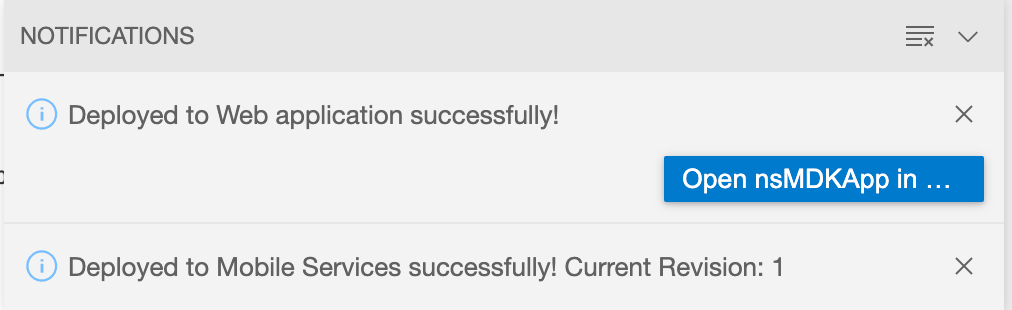 NOTIFICATIONS
Deployed to Web application successfully!
Open nsMDKApp in ...
Deployed to Mobile Services successfully! Current Revision: 1